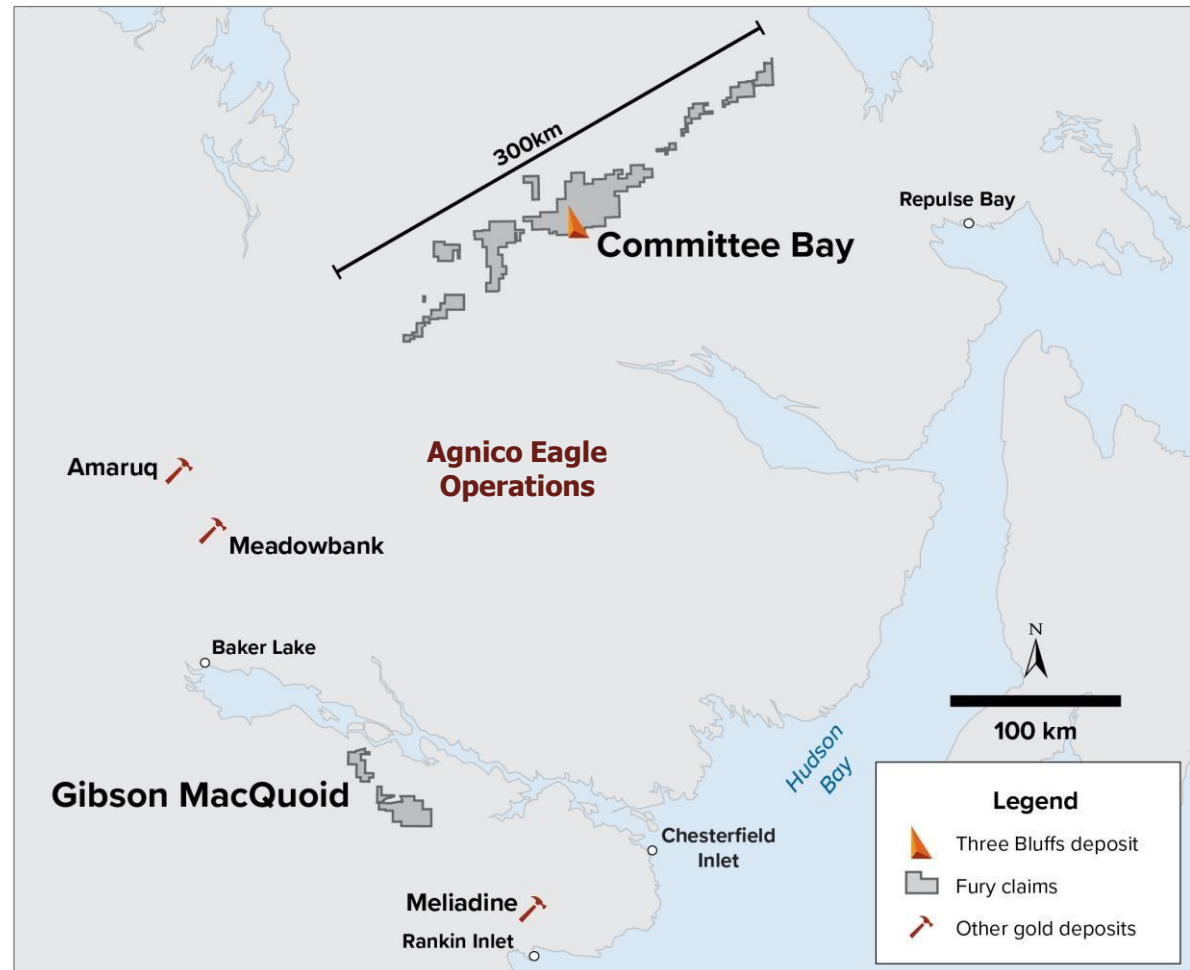 300km
Repulse Bay
Committee Bay
Agnico Eagle
Operations
Amaruq
Meadowbank
Baker Lake
N
100 km
Hudson
Bay
Gibson MacQuoid
Chesterfield
Inlet
Meliadine
Rankin Inlet
Legend
Three Bluffs deposit
Fury claims
Other gold deposits